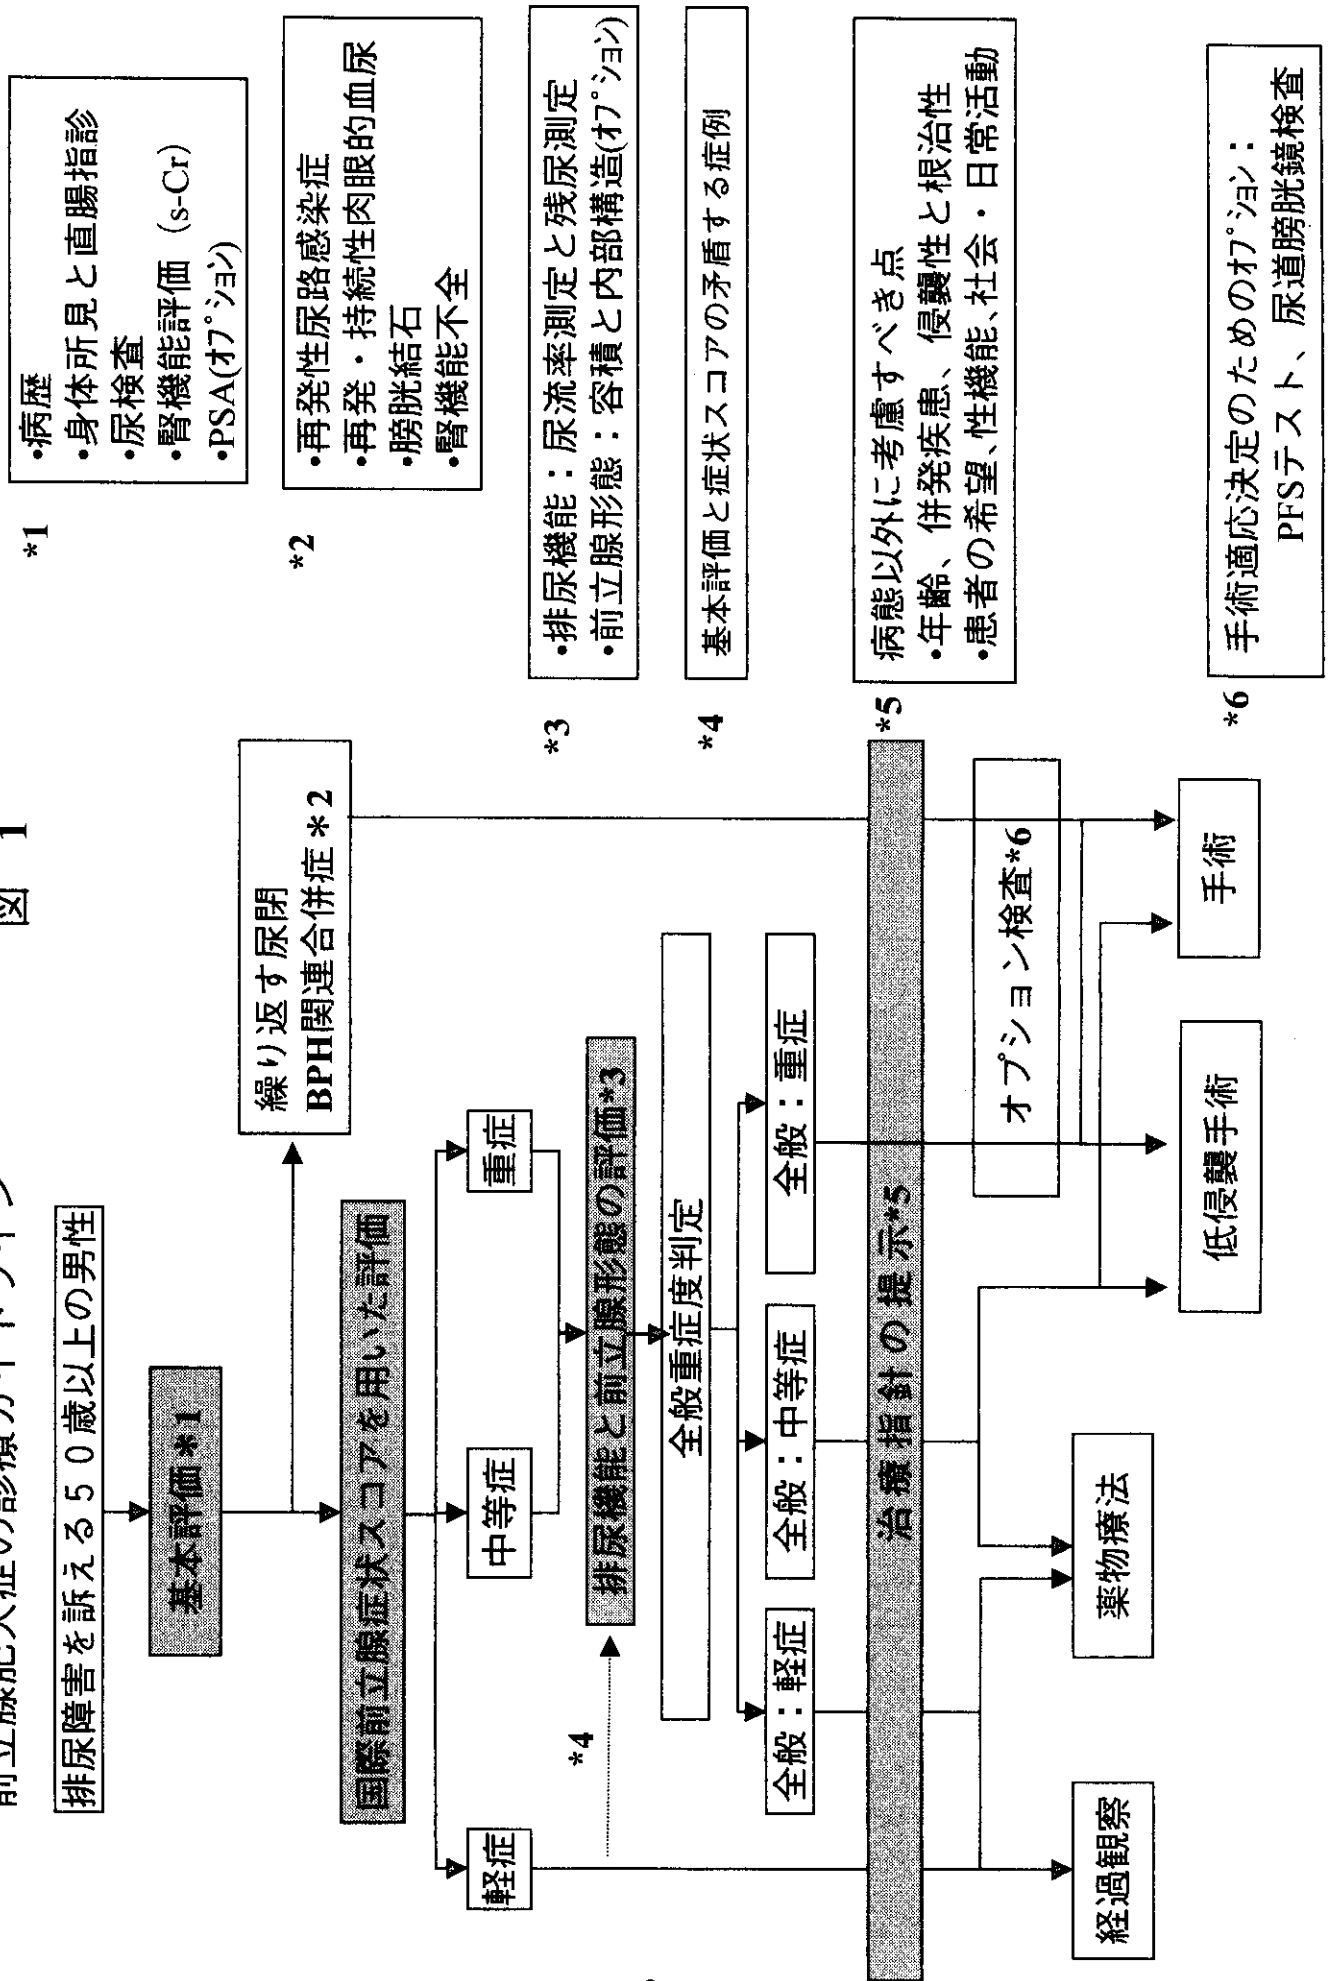 前立腺肥大症の診療ガイドライン
図 1
排尿障害を訴える50歳以上の男性
基本評価*1
繰り返す尿閉
BPH関連合併症*2
国際前立腺症状スコアを用いた評価
軽症
中等症
重症
*4
排尿機能と前立腺形態の評価*3
全般重症度判定
全般：軽症
全般：中等症
全般：重症
治療指針の提示*5
オプション検査*6
経過観察
薬物療法
低侵襲手術
手術
*1
•病歴
•身体所見と直腸指診
•尿検査
•腎機能評価（s-Cr）
•PSA(ｵﾌﾟｼｮﾝ)
*2
•再発性尿路感染症
•再発・持続性肉眼的血尿
•膀胱結石
•腎機能不全
*3
•排尿機能：尿流率測定と残尿測定
•前立腺形態：容積と内部構造(ｵﾌﾟｼｮﾝ)
*4
基本評価と症状スコアの矛盾する症例
*5
病態以外に考慮すべき点
•年齢、併発疾患、侵襲性と根治性
•患者の希望、性機能、社会・日常活動
*6
手術適応決定のためのｵﾌﾟｼｮﾝ：
PFSテスト、尿道膀胱鏡検査